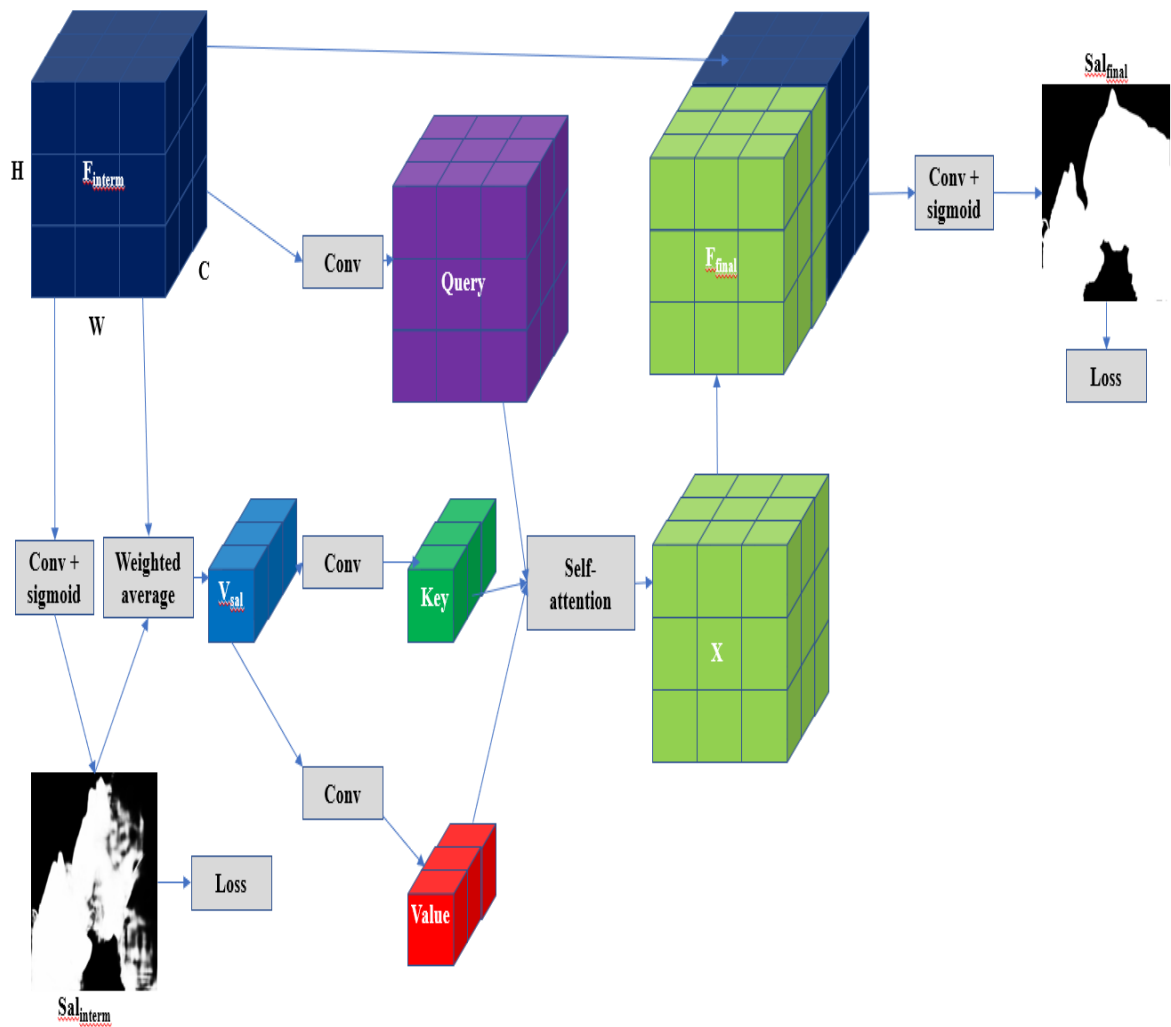 Sal_final
H
F_interm
Conv +
sigmoid
C
Conv
Query
F_final
W
Loss
Conv +
sigmoid
Weighted
average
V_sal
Conv
Key
Self-
attention
X
Conv
Value
Loss
Sal_interm